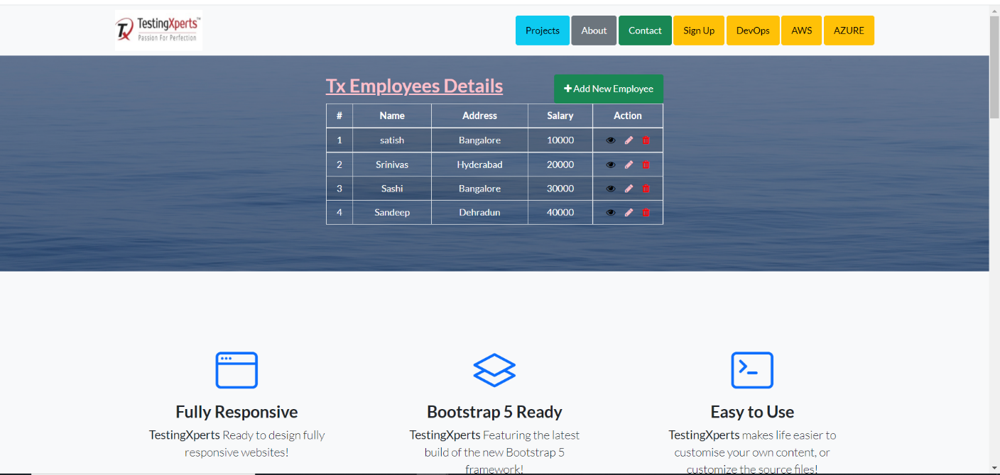 TestingXperts™
Passion For Perfection
Projects About Contact Sign Up DevOps AWS AZURE
Tx Employees Details
Add New Employee
# Name Address Salary Action
1 satish Bangalore 10000
2 Srinivas Hyderabad 20000
3 Sashi Bangalore 30000
4 Sandeep Dehradun 40000
Fully Responsive
TestingXperts Ready to design fully
responsive websites!
Bootstrap 5 Ready
TestingXperts Featuring the latest
build of the new Bootstrap 5
framework!
Easy to Use
TestingXperts makes life easier to
customise your own content, or
customize the source files!